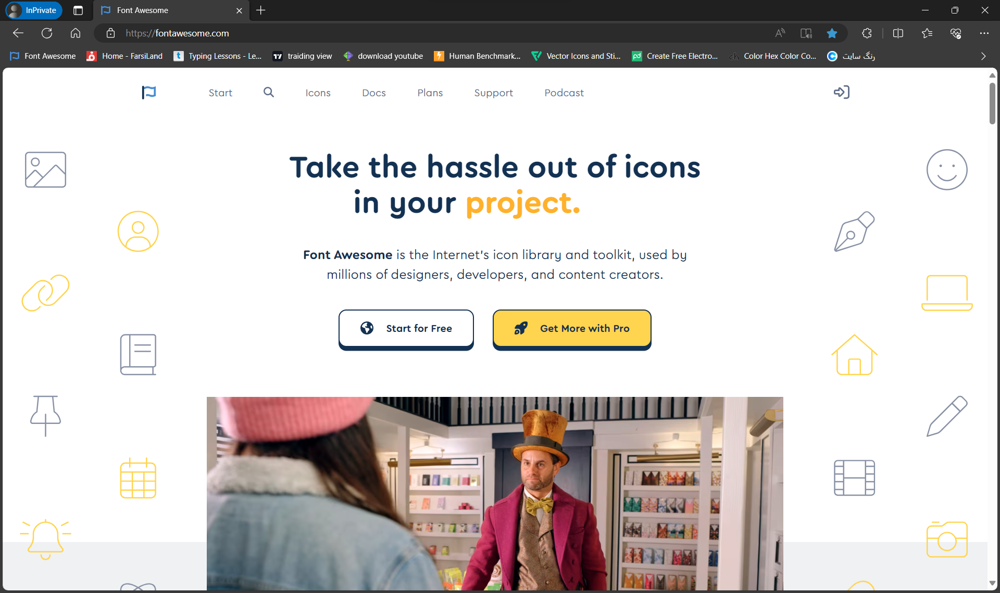 InPrivate
Font Awesome
https://fontawesome.com
Font Awesome
Home - FarsiLand
Typing Lessons - Le...
traiding view
download youtube
Human Benchmark...
Vector Icons and Sti...
Create Free Electro...
Color Hex Color Co...
رنگ سایت
Start
Icons
Docs
Plans
Support
Podcast
Take the hassle out of icons
in your project.
Font Awesome is the Internet's icon library and toolkit, used by
millions of designers, developers, and content creators.
Start for Free
Get More with Pro